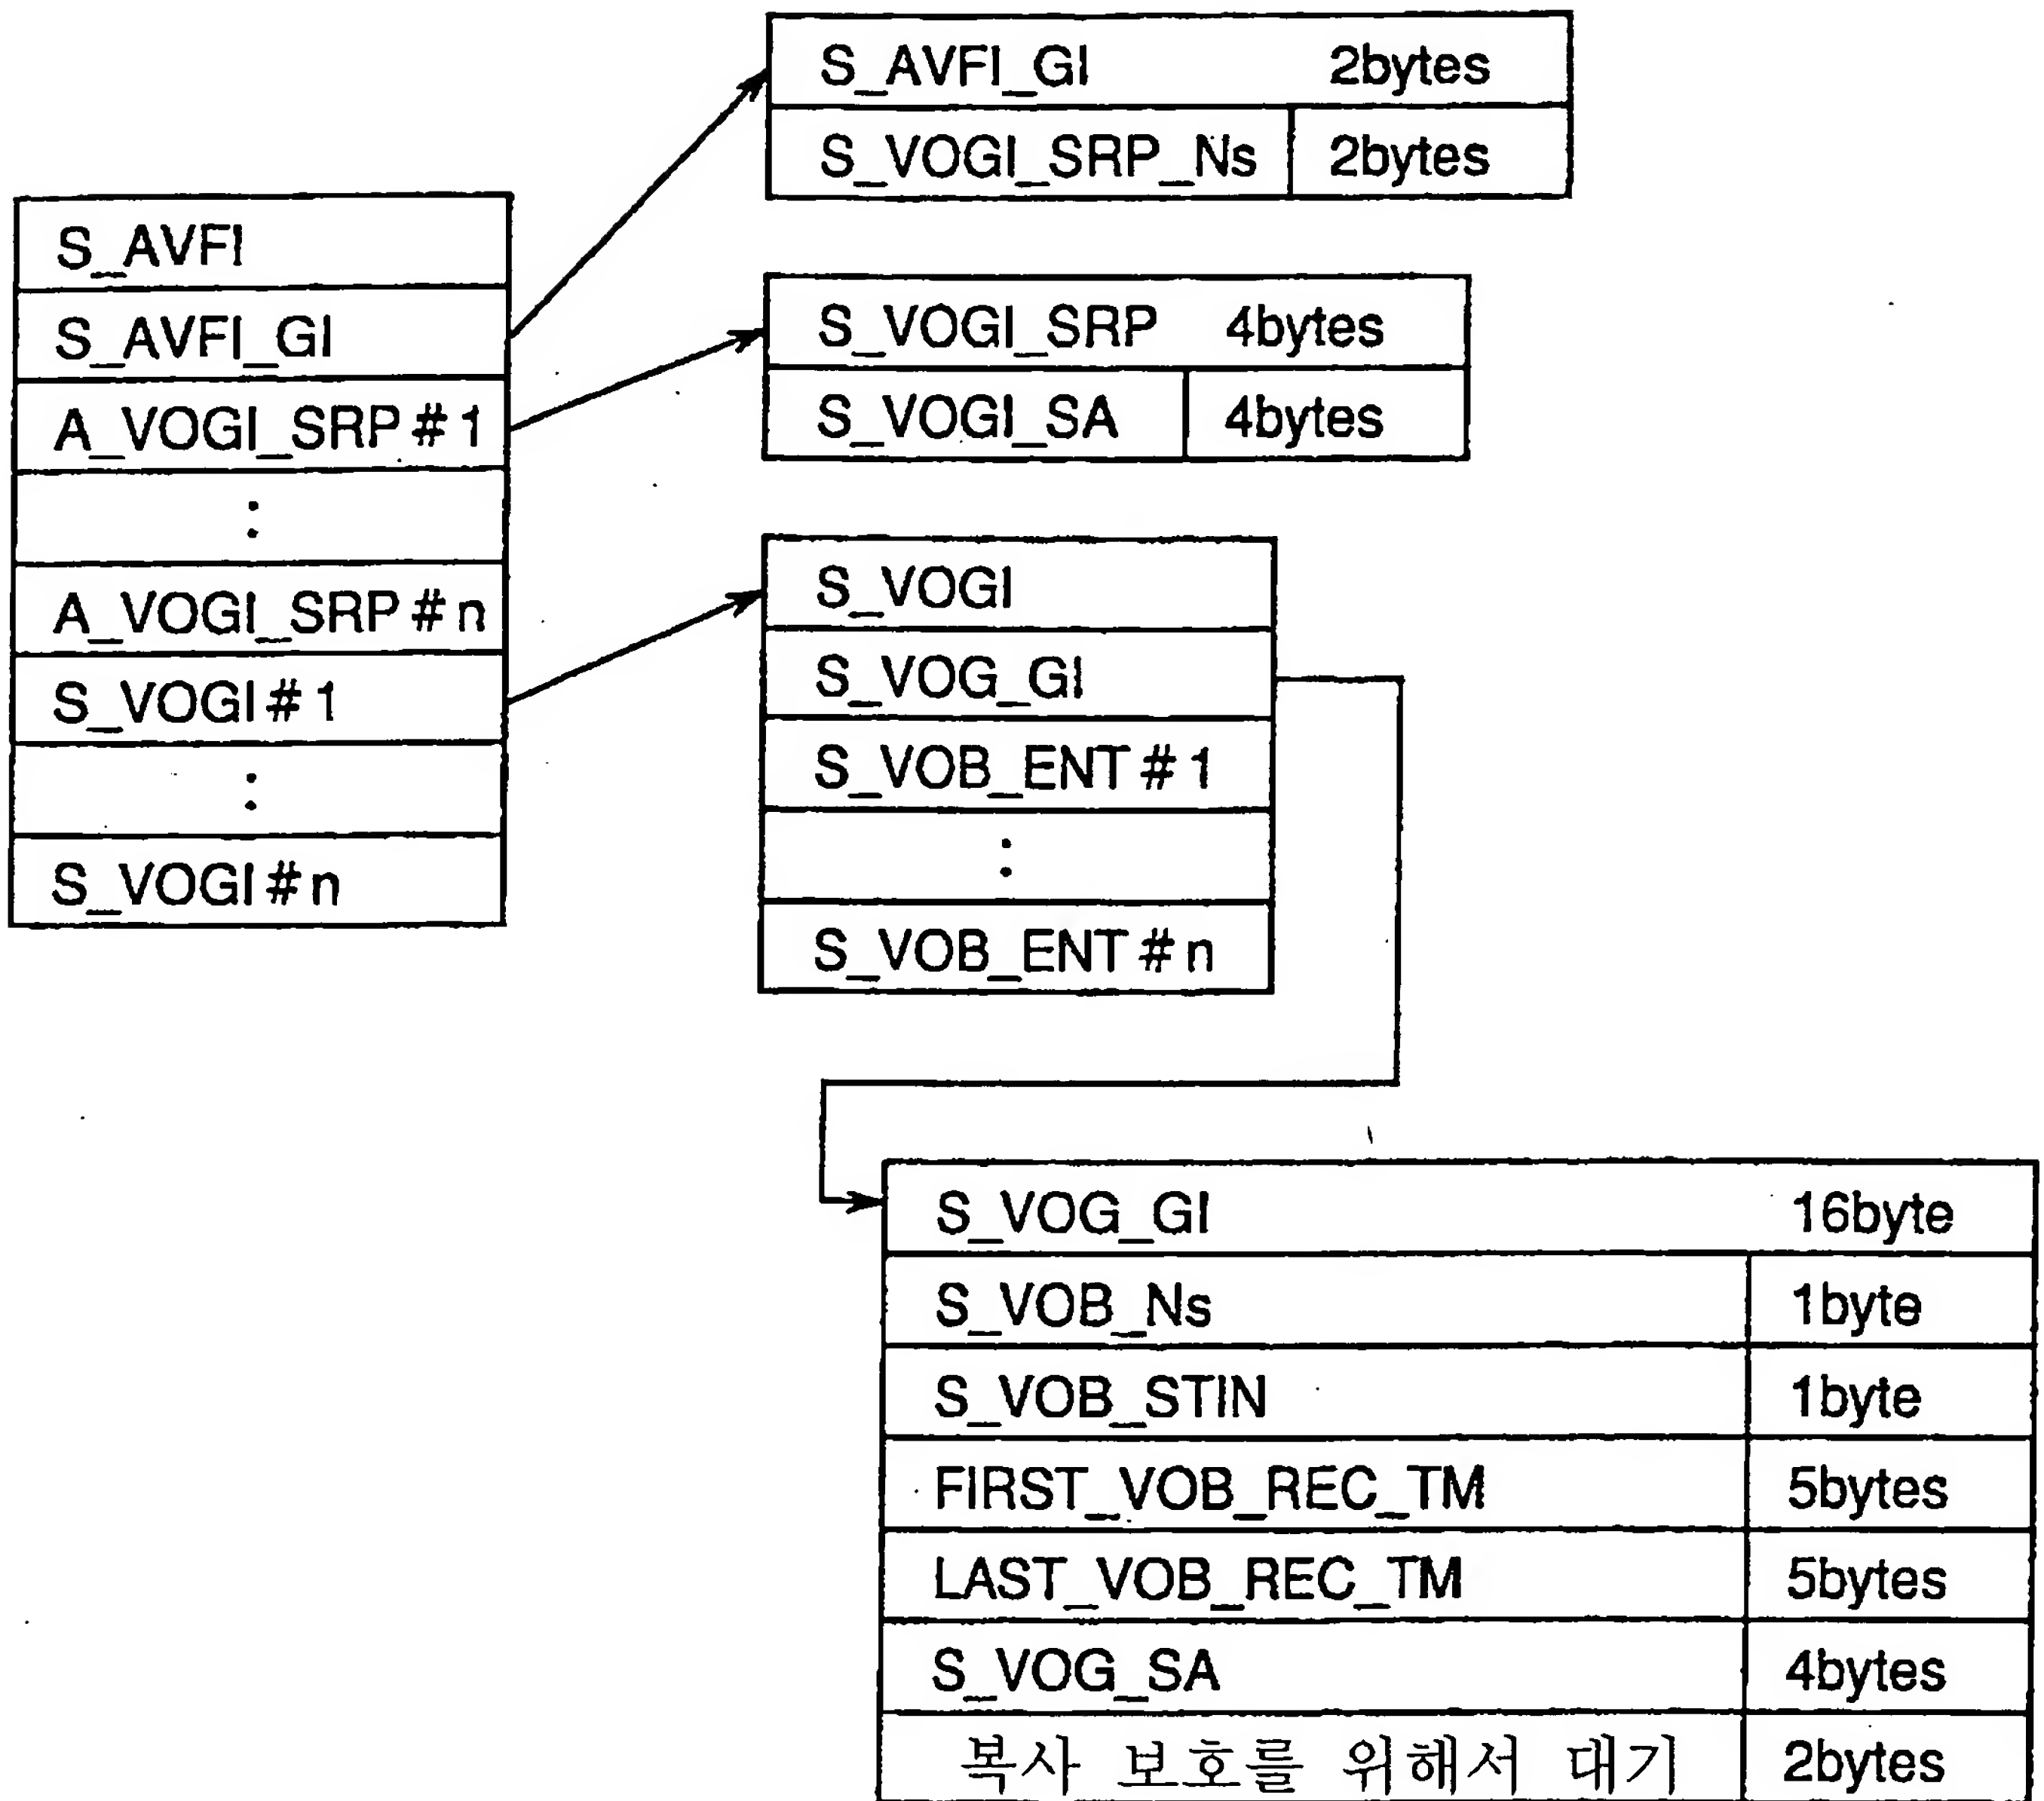 S_AVFI_GI 2bytes
S_VOGI_SRP_Ns 2bytes
S_AVFI
S_AVFI_GI
A_VOGI_SRP#1
:
A_VOGI_SRP#n
S_VOGI#1
:
S_VOGI#n
S_VOGI_SRP 4bytes
S_VOGI_SA 4bytes
S_VOGI
S_VOG_GI
S_VOB_ENT#1
:
S_VOB_ENT#n
S_VOG_GI 16byte
S_VOB_Ns 1byte
S_VOB_STIN 1byte
FIRST_VOB_REC_TM 5bytes
LAST_VOB_REC_TM 5bytes
S_VOG_SA 4bytes
복사 보호를 위해서 대기 2bytes